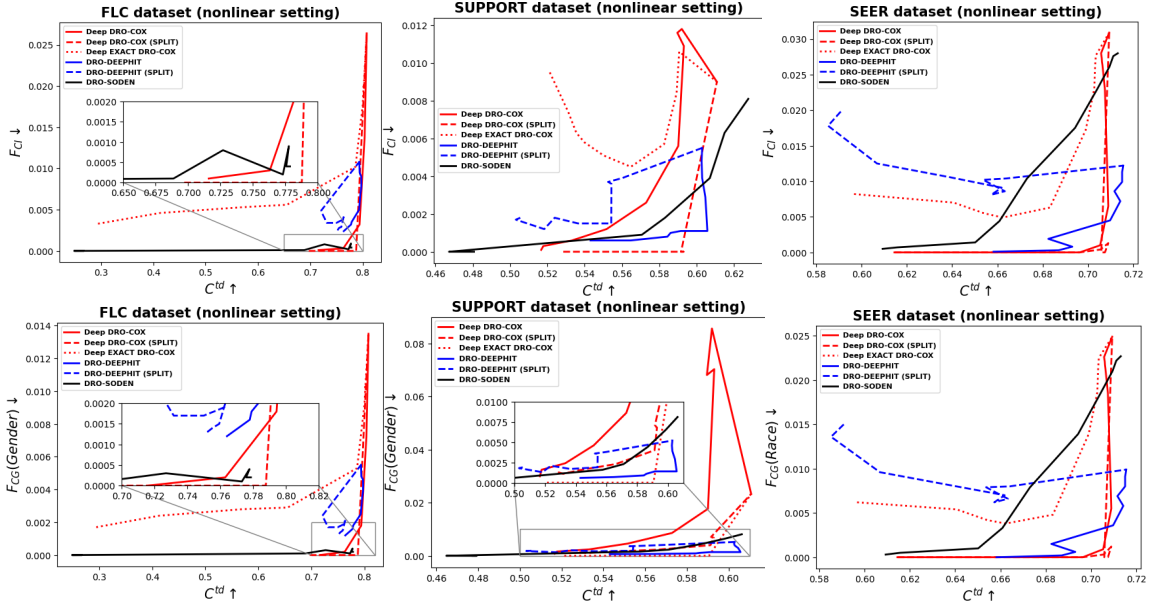 FLC dataset (nonlinear setting)
Deep DRO-COX
Deep DRO-COX (SPLIT)
Deep EXACT DRO-COX
DRO-DEEPHIT
DRO-DEEPHIT (SPLIT)
DRO-SODEN
0.025
0.020
0.015
0.010
0.005
0.000
F_CI ↓
0.0020
0.0015
0.0010
0.0005
0.0000
0.650 0.675 0.700 0.725 0.750 0.775 0.800
0.3 0.4 0.5 0.6 0.7 0.8
C^td ↑
SUPPORT dataset (nonlinear setting)
Deep DRO-COX
Deep DRO-COX (SPLIT)
Deep EXACT DRO-COX
DRO-DEEPHIT
DRO-DEEPHIT (SPLIT)
DRO-SODEN
0.012
0.010
0.008
0.006
0.004
0.002
0.000
F_CI ↓
0.46 0.48 0.50 0.52 0.54 0.56 0.58 0.60 0.62
C^td ↑
SEER dataset (nonlinear setting)
Deep DRO-COX
Deep DRO-COX (SPLIT)
Deep EXACT DRO-COX
DRO-DEEPHIT
DRO-DEEPHIT (SPLIT)
DRO-SODEN
0.030
0.025
0.020
0.015
0.010
0.005
0.000
F_CI ↓
0.58 0.60 0.62 0.64 0.66 0.68 0.70 0.72
C^td ↑
FLC dataset (nonlinear setting)
Deep DRO-COX
Deep DRO-COX (SPLIT)
Deep EXACT DRO-COX
DRO-DEEPHIT
DRO-DEEPHIT (SPLIT)
DRO-SODEN
0.014
0.012
0.010
0.008
0.006
0.004
0.002
0.000
F_CG(Gender) ↓
0.0020
0.0015
0.0010
0.0005
0.0000
0.70 0.72 0.74 0.76 0.78 0.80 0.82
0.3 0.4 0.5 0.6 0.7 0.8
C^td ↑
SUPPORT dataset (nonlinear setting)
Deep DRO-COX
Deep DRO-COX (SPLIT)
Deep EXACT DRO-COX
DRO-DEEPHIT
DRO-DEEPHIT (SPLIT)
DRO-SODEN
0.08
0.06
0.04
0.02
0.00
F_CG(Gender) ↓
0.0100
0.0075
0.0050
0.0025
0.0000
0.50 0.52 0.54 0.56 0.58 0.60
0.46 0.48 0.50 0.52 0.54 0.56 0.58 0.60
C^td ↑
SEER dataset (nonlinear setting)
Deep DRO-COX
Deep DRO-COX (SPLIT)
Deep EXACT DRO-COX
DRO-DEEPHIT
DRO-DEEPHIT (SPLIT)
DRO-SODEN
0.025
0.020
0.015
0.010
0.005
0.000
F_CG(Race) ↓
0.58 0.60 0.62 0.64 0.66 0.68 0.70 0.72
C^td ↑